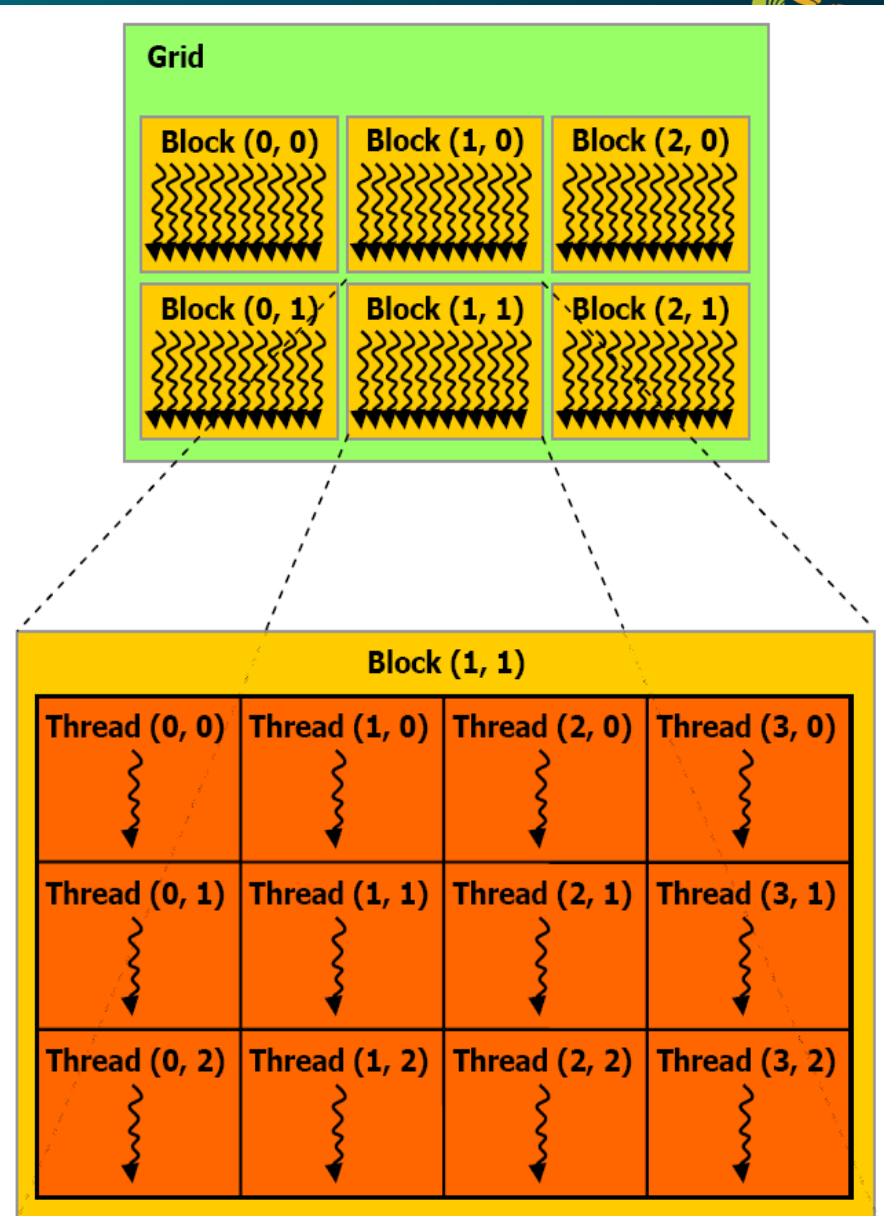 Grid
Block (0, 0) Block (1, 0) Block (2, 0)
Block (0, 1) Block (1, 1) Block (2, 1)
Block (1, 1)
Thread (0, 0) Thread (1, 0) Thread (2, 0) Thread (3, 0)
Thread (0, 1) Thread (1, 1) Thread (2, 1) Thread (3, 1)
Thread (0, 2) Thread (1, 2) Thread (2, 2) Thread (3, 2)